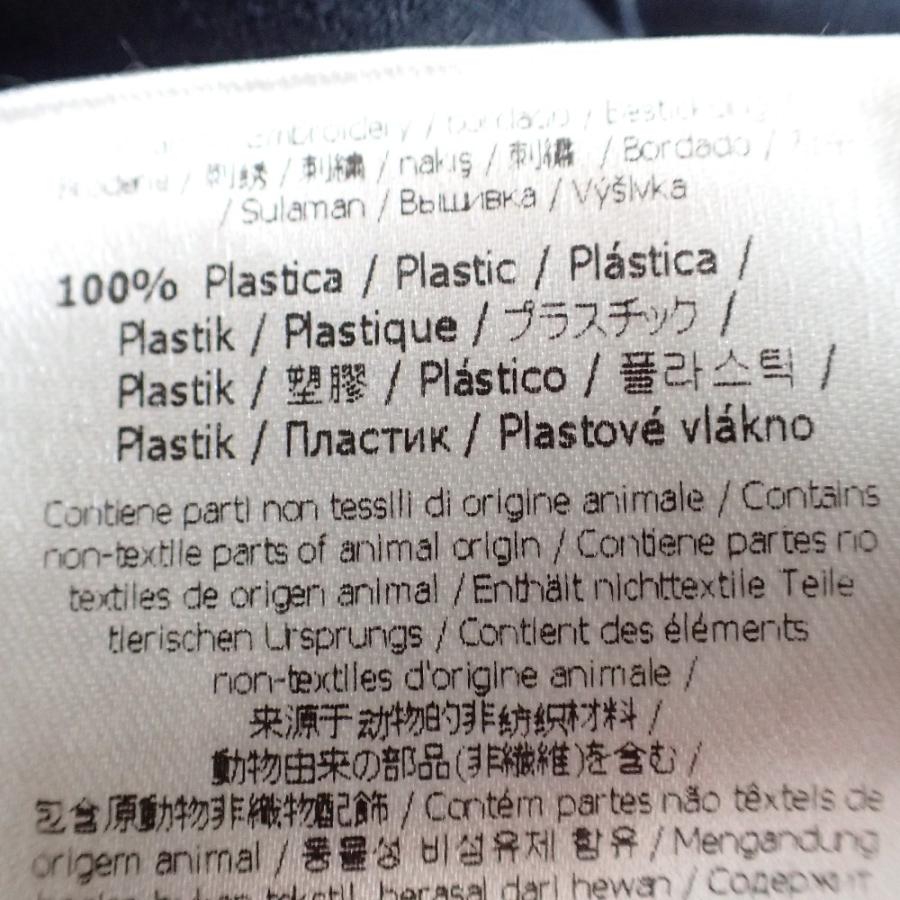 embroidery / bordado / bestickung
/ 刺绣 / 刺繡 / nakış / 刺繡 / Bordado /
/ Sulaman / Вышивка / Výšivka
100% Plastica / Plastic / Plástica /
Plastik / Plastique / プラスチック /
Plastik / 塑膠 / Plástico / 플라스틱 /
Plastik / Пластик / Plastové vlákno
Contiene parti non tessili di origine animale / Contains
non-textile parts of animal origin / Contiene partes no
textiles de origen animal / Enthält nichttextile Teile
tierischen Ursprungs / Contient des éléments
non-textiles d'origine animale /
来源于动物的非纺织材料 /
動物由来の部品(非繊維)を含む /
包含原動物非織物配飾 / Contém partes não têxteis de
origem animal / 동물성 비섬유제 함유 / Mengandung
bukan tekstil berasal dari hewan / Содержит